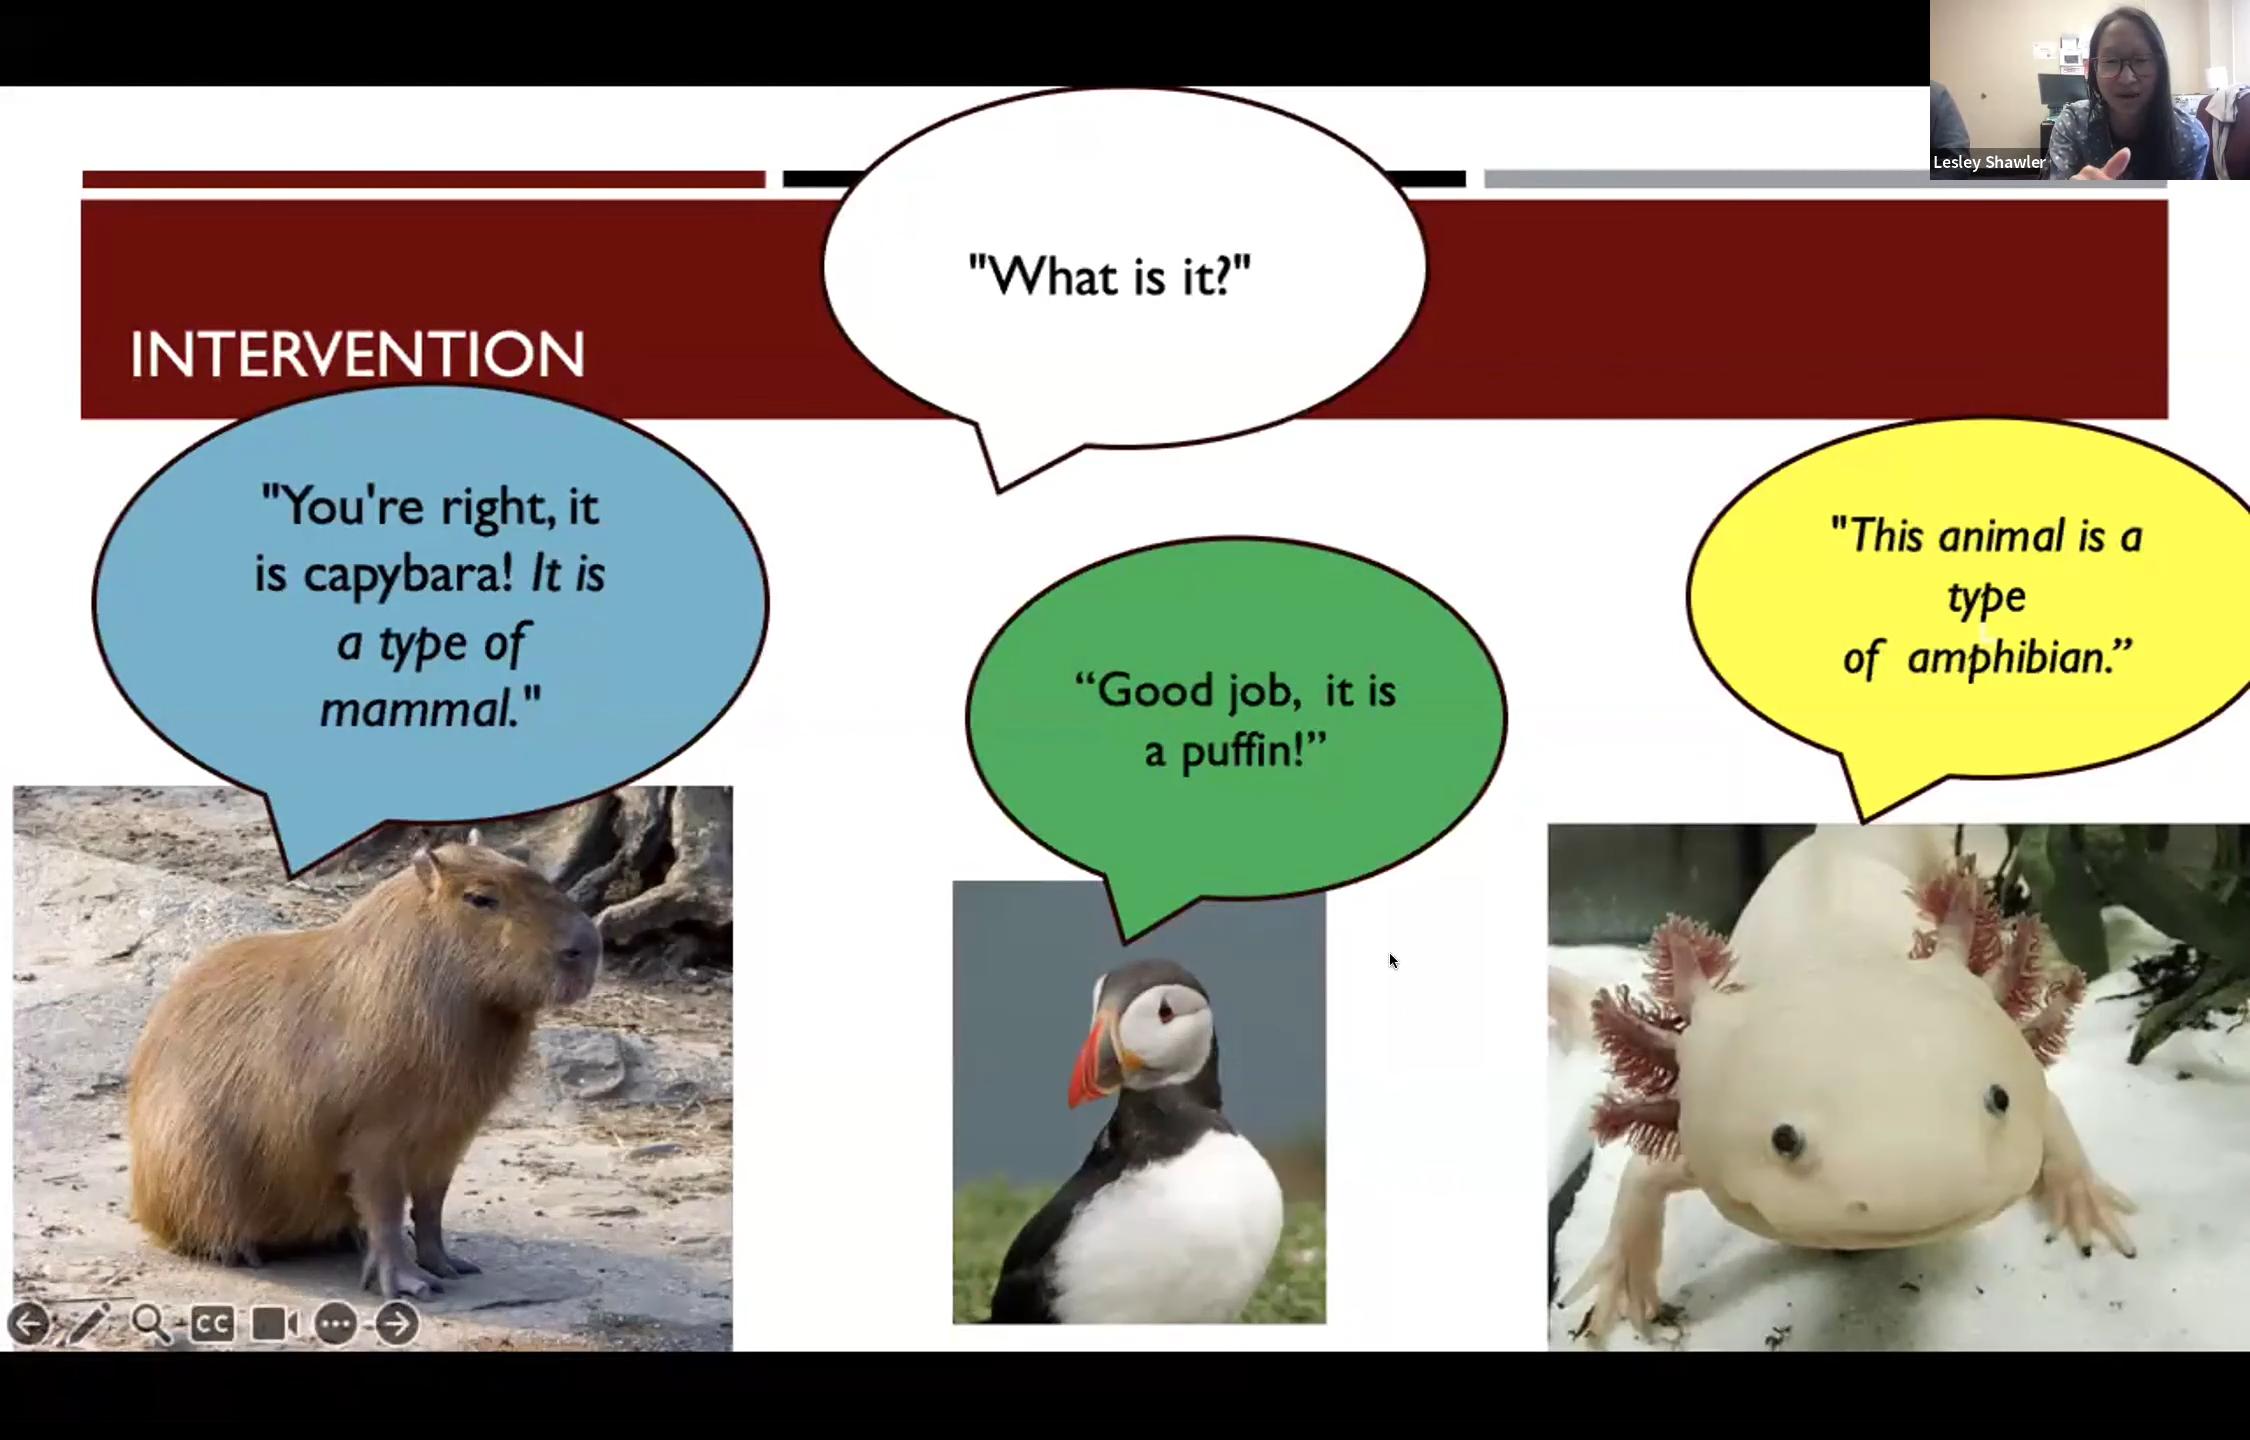 Lesley Shawler
"What is it?"
INTERVENTION
"You're right, it
is capybara! It is
a type of
mammal."
“Good job, it is
a puffin!”
"This animal is a
type
of amphibian.”
CC